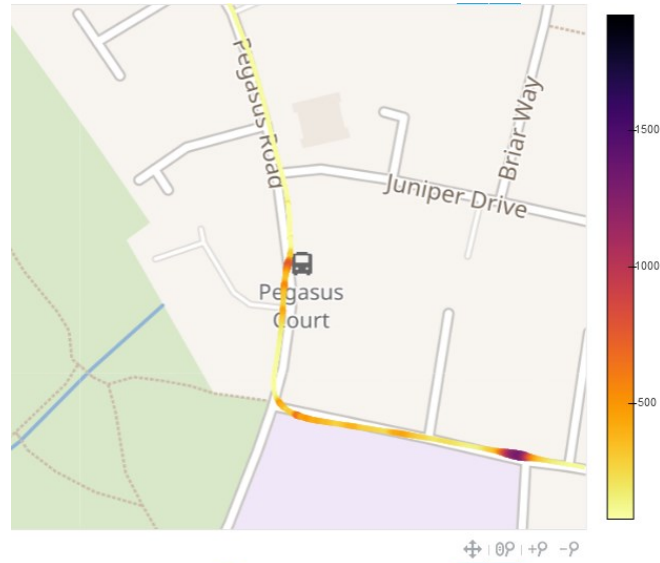 Pegasus Road
Briar Way
Juniper Drive
Pegasus
Court
1500
1000
500